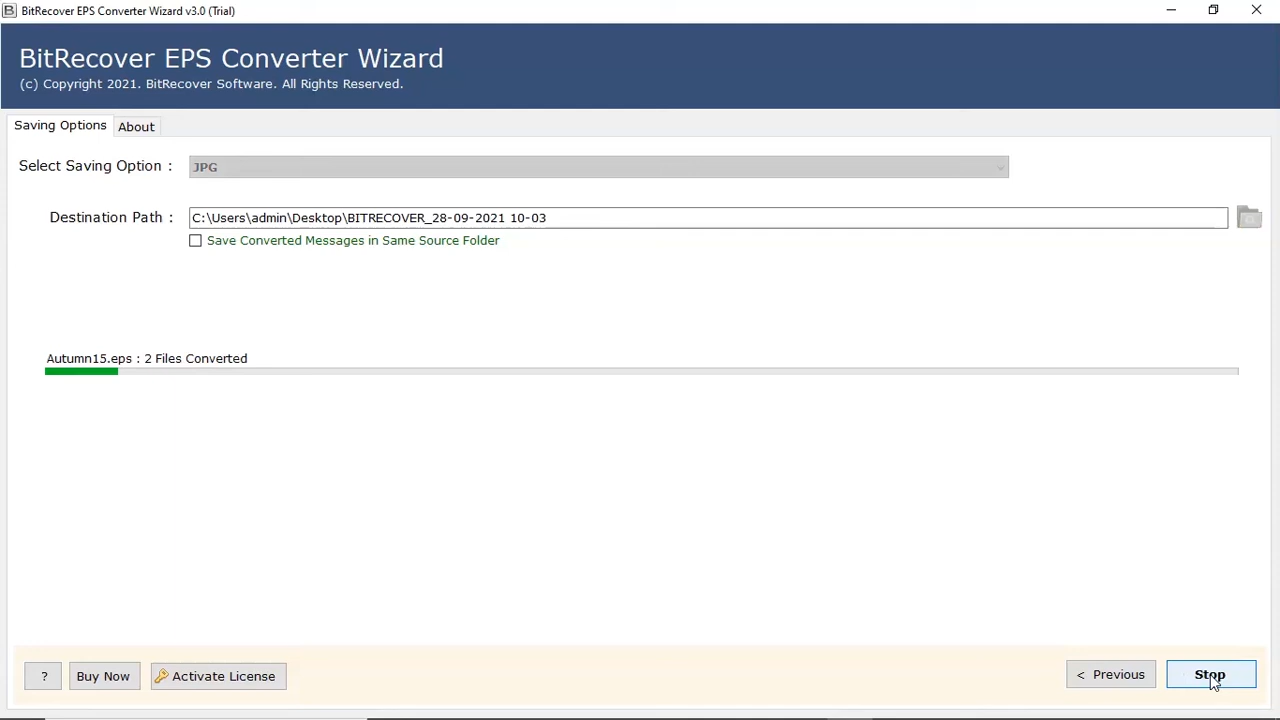 BitRecover EPS Converter Wizard v3.0 (Trial)
BitRecover EPS Converter Wizard
(c) Copyright 2021. BitRecover Software. All Rights Reserved.
Saving Options About
Select Saving Option : JPG
Destination Path : C:\Users\admin\Desktop\BITRECOVER_28-09-2021 10-03
Save Converted Messages in Same Source Folder
Autumn15.eps : 2 Files Converted
? Buy Now Activate License < Previous Stop